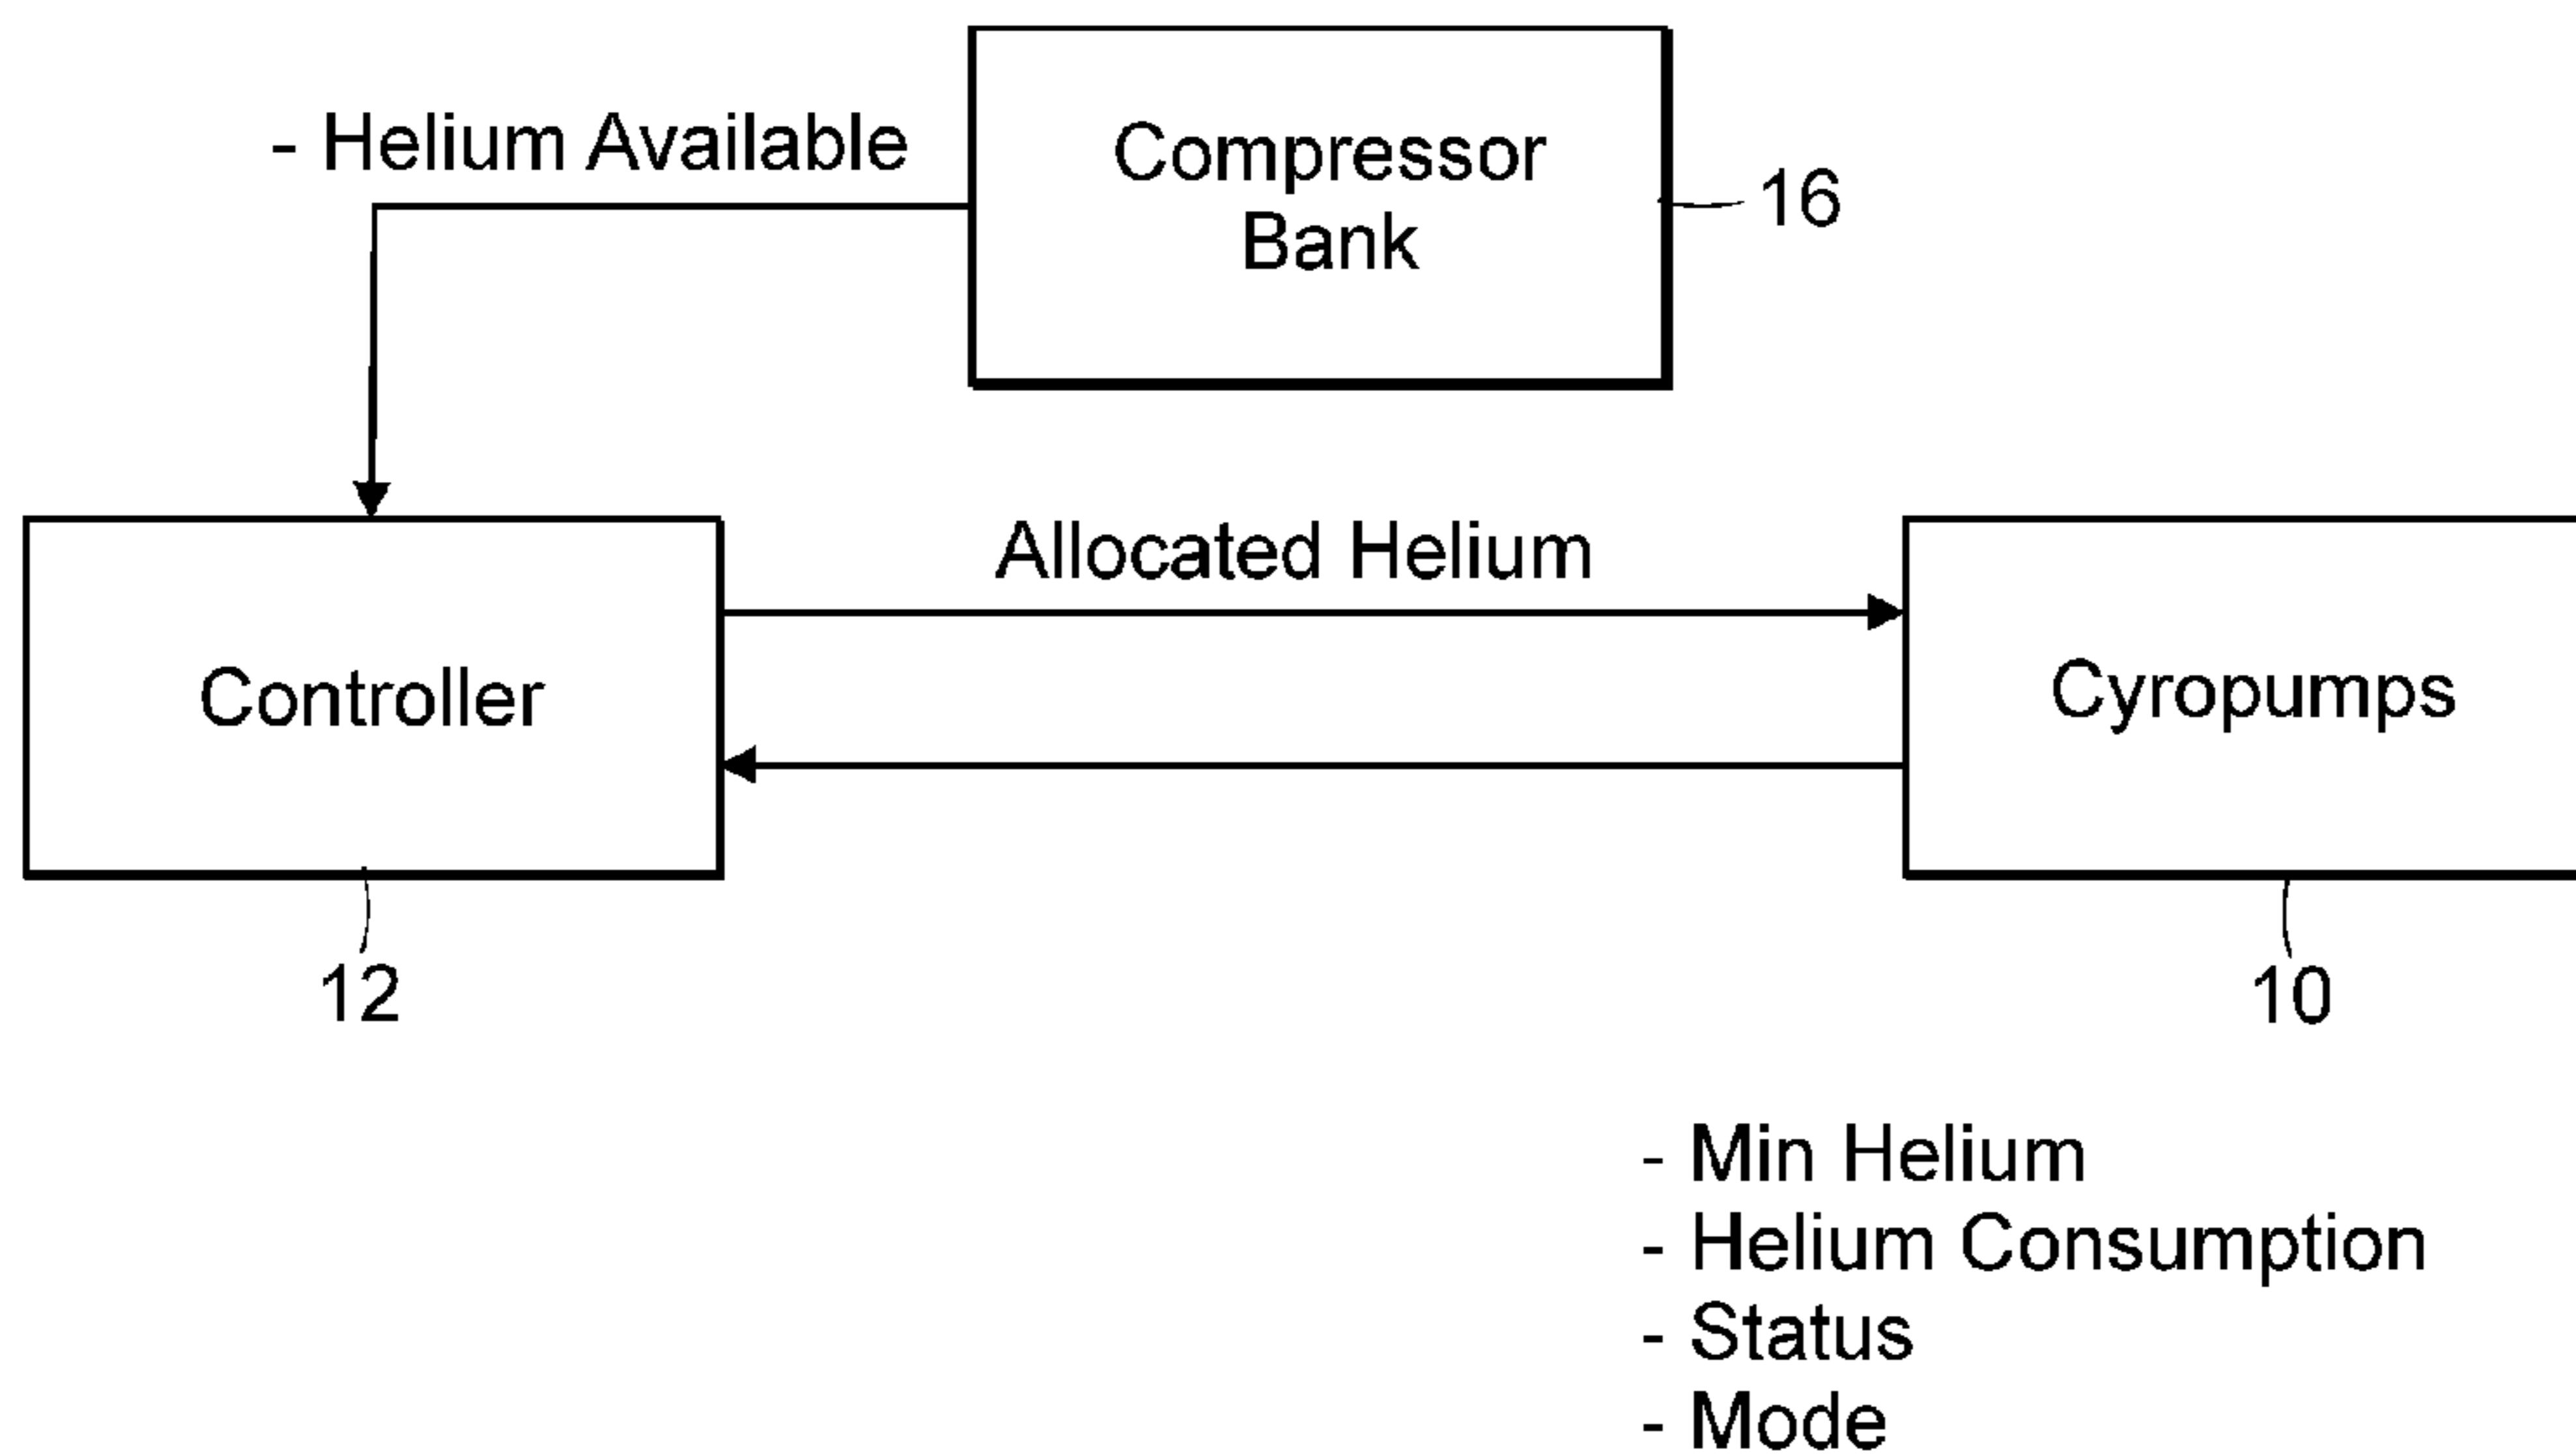 - Helium Available
Compressor
Bank
16
Allocated Helium
Controller
Cyropumps
12
10
- Min Helium
- Helium Consumption
- Status
- Mode